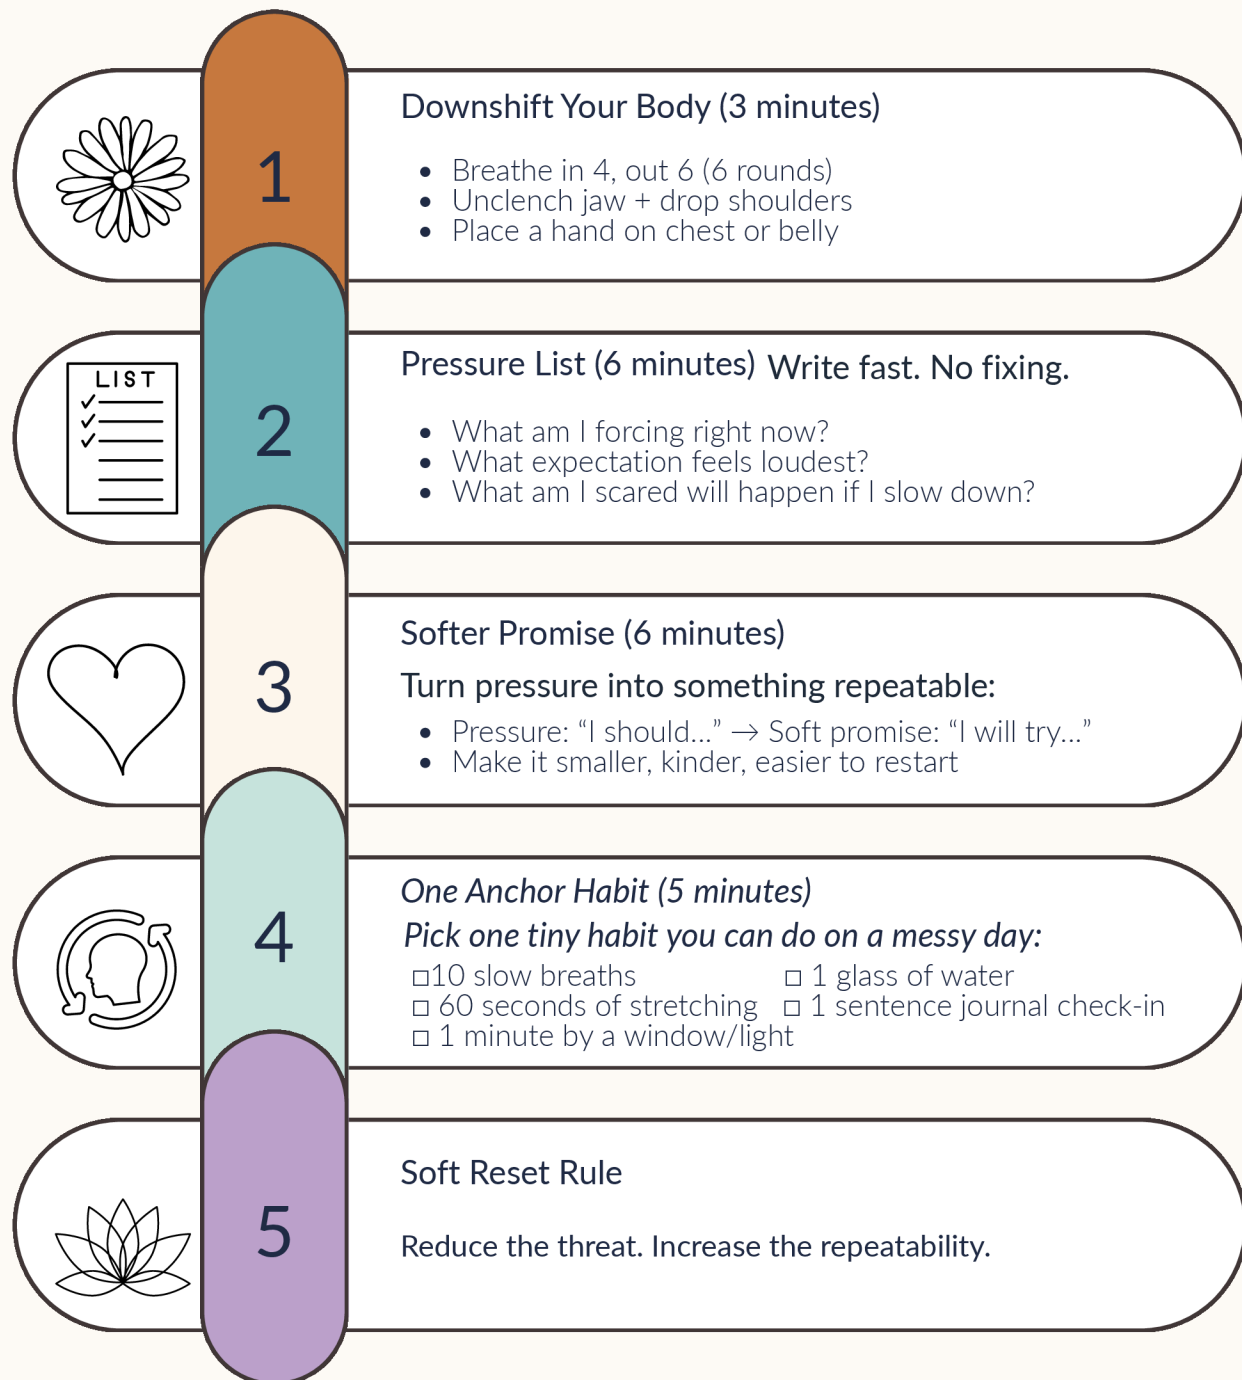 1
Downshift Your Body (3 minutes)
• Breathe in 4, out 6 (6 rounds)
• Unclench jaw + drop shoulders
• Place a hand on chest or belly
LIST
2
Pressure List (6 minutes) Write fast. No fixing.
• What am I forcing right now?
• What expectation feels loudest?
• What am I scared will happen if I slow down?
3
Softer Promise (6 minutes)
Turn pressure into something repeatable:
• Pressure: “I should...” → Soft promise: “I will try...”
• Make it smaller, kinder, easier to restart
4
One Anchor Habit (5 minutes)
Pick one tiny habit you can do on a messy day:
□10 slow breaths □ 1 glass of water
□ 60 seconds of stretching □ 1 sentence journal check-in
□ 1 minute by a window/light
5
Soft Reset Rule
Reduce the threat. Increase the repeatability.